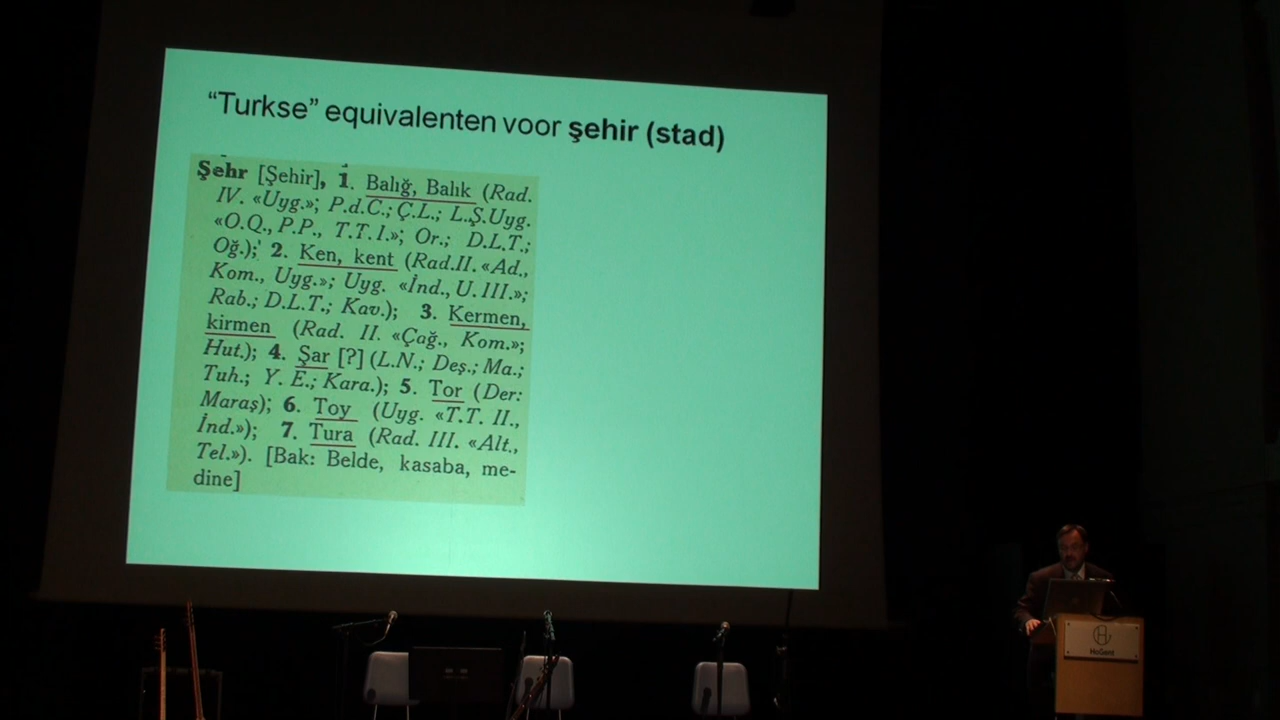 “Turkse” equivalenten voor şehir (stad)
Şehr [Şehir], 1. Balığ, Balık (Rad.
IV. «Uyg.»; P.d.C.; Ç.L.; L.Ş.Uyg.
«O.Q., P.P., T.T.I.»; Or.; D.L.T.;
Oğ.); 2. Ken, kent (Rad.II. «Ad.,
Kom., Uyg.»; Uyg. «İnd., U.III.»;
Rab.; D.L.T.; Kav.); 3. Kermen,
kirmen (Rad. II. «Çağ., Kom.»;
Hut.); 4. Şar [?] (L.N.; Deş.; Ma.;
Tuh.; Y. E.; Kara.); 5. Tor (Der:
Maraş); 6. Toy (Uyg. «T.T. II.,
İnd.»); 7. Tura (Rad. III. «Alt.,
Tel.»). [Bak: Belde, kasaba, me-
dine]
HoGent